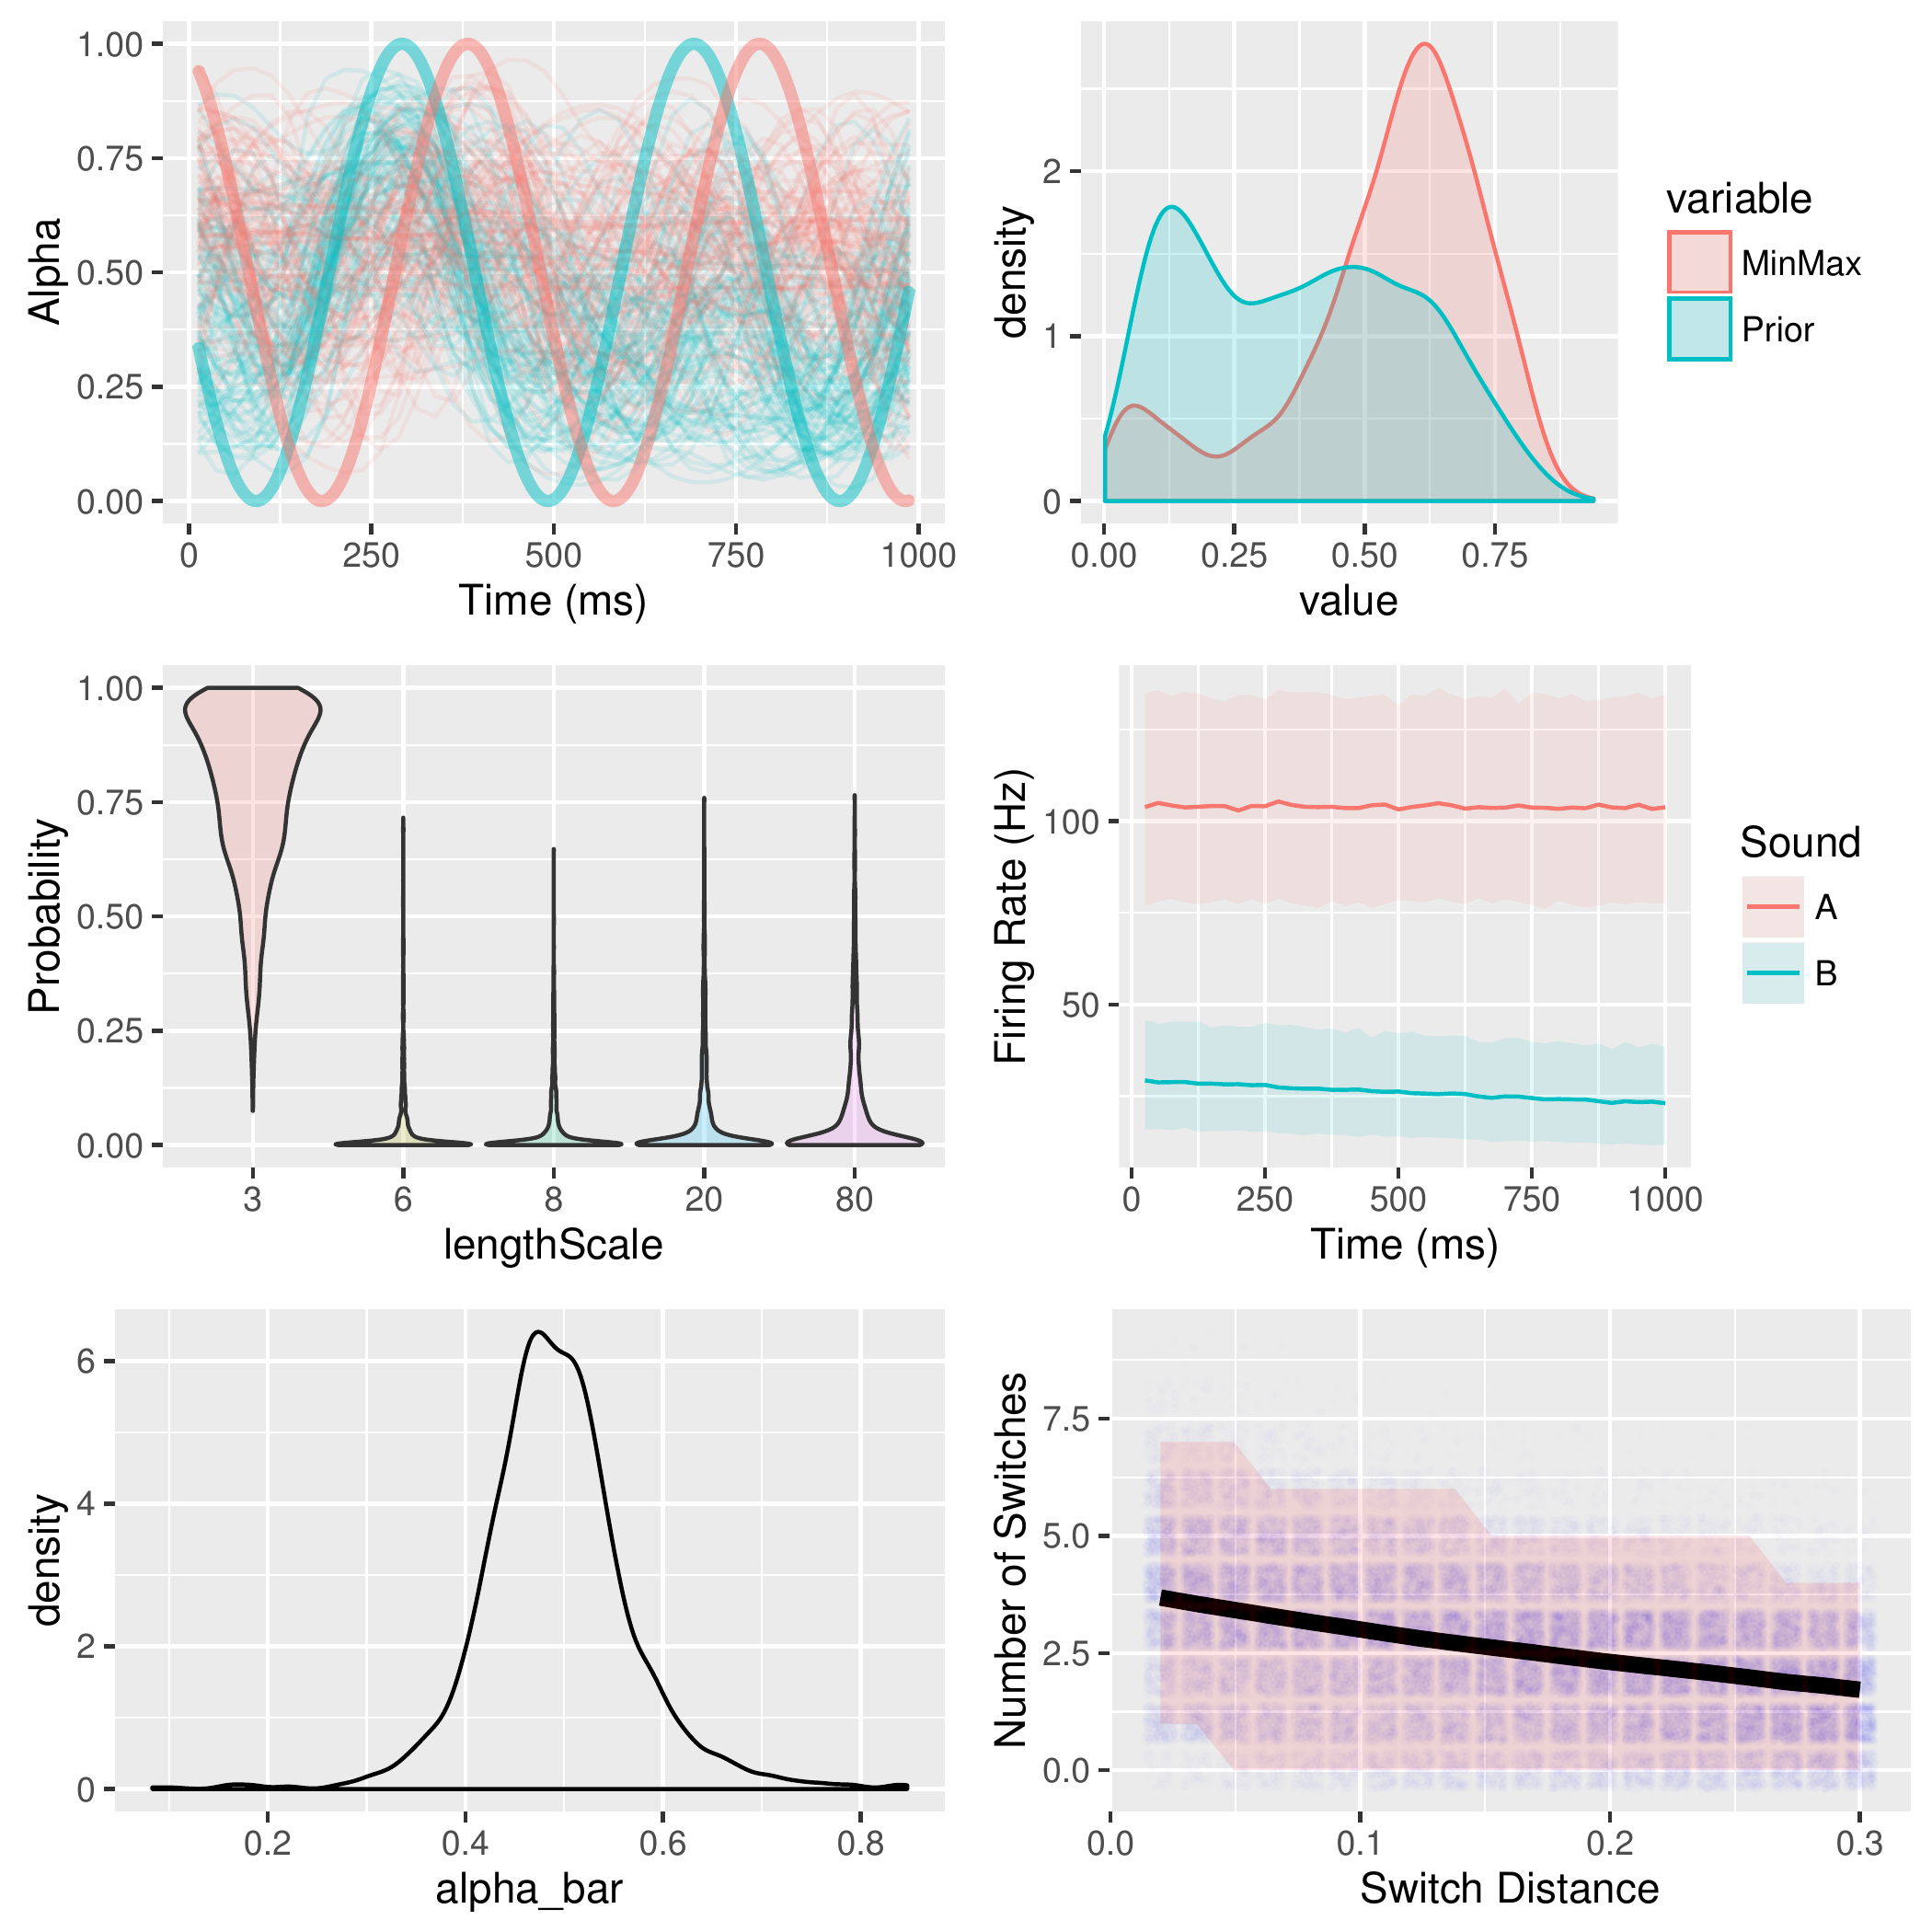 Alpha
1.00
0.75
0.50
0.25
0.00
0
250
500
750
1000
Time (ms)
density
2
1
0
0.00
0.25
0.50
0.75
value
variable
MinMax
Prior
Probability
1.00
0.75
0.50
0.25
0.00
3
6
8
20
80
lengthScale
Firing Rate (Hz)
100
50
0
250
500
750
1000
Time (ms)
Sound
A
B
density
6
4
2
0
0.2
0.4
0.6
0.8
alpha_bar
Number of Switches
7.5
5.0
2.5
0.0
0.0
0.1
0.2
0.3
Switch Distance